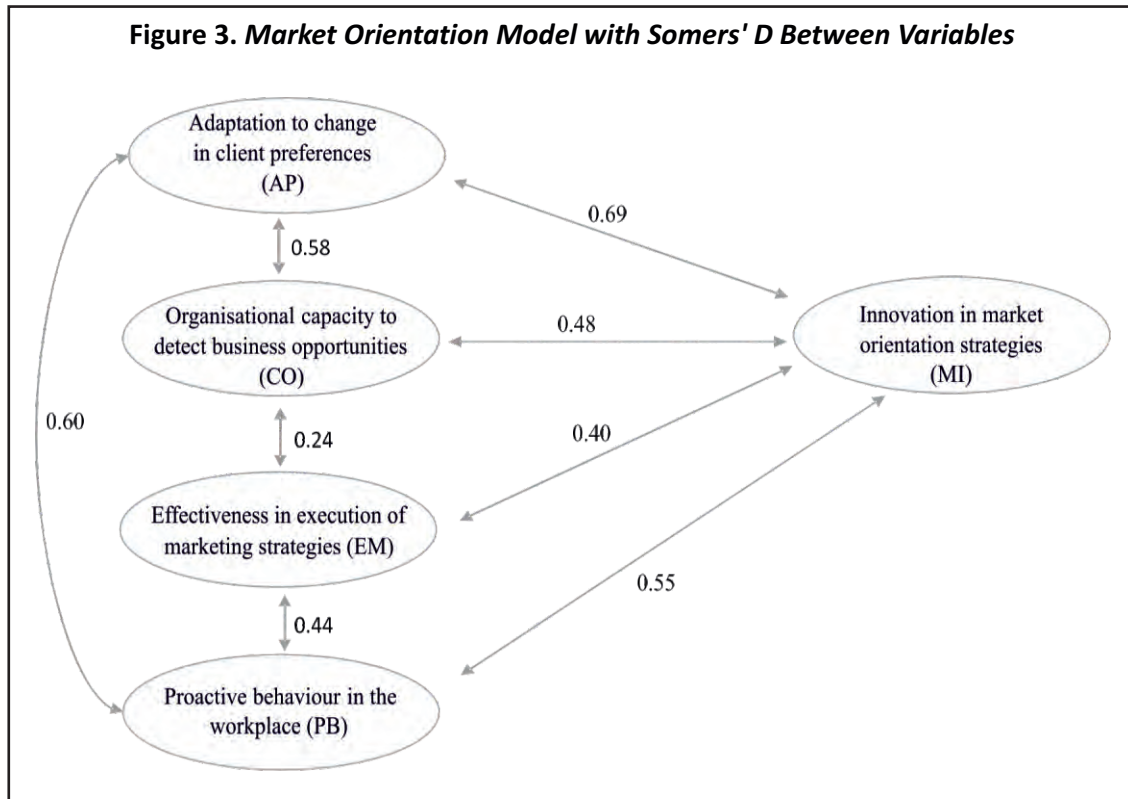 Figure 3. Market Orientation Model with Somers' D Between Variables
Adaptation to change
in client preferences
(AP)
0.69
0.58
Organisational capacity to
detect business opportunities
(CO)
0.48
Innovation in market
orientation strategies
(MI)
0.60
0.24
0.40
Effectiveness in execution of
marketing strategies (EM)
0.55
0.44
Proactive behaviour in the
workplace (PB)